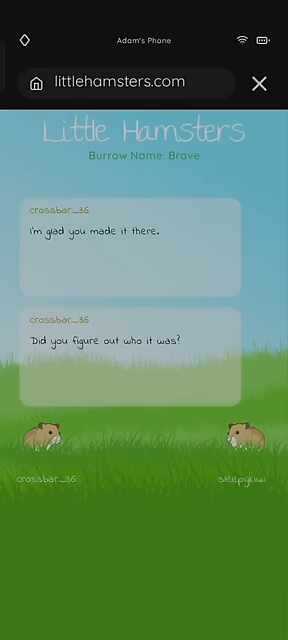 Adam's Phone
littlehamsters.com
Little Hamsters
Burrow Name: Brave
crossbar_36
I'm glad you made it there.
crossbar_36
Did you figure out who it was?
crossbar_36
sleepykiwi